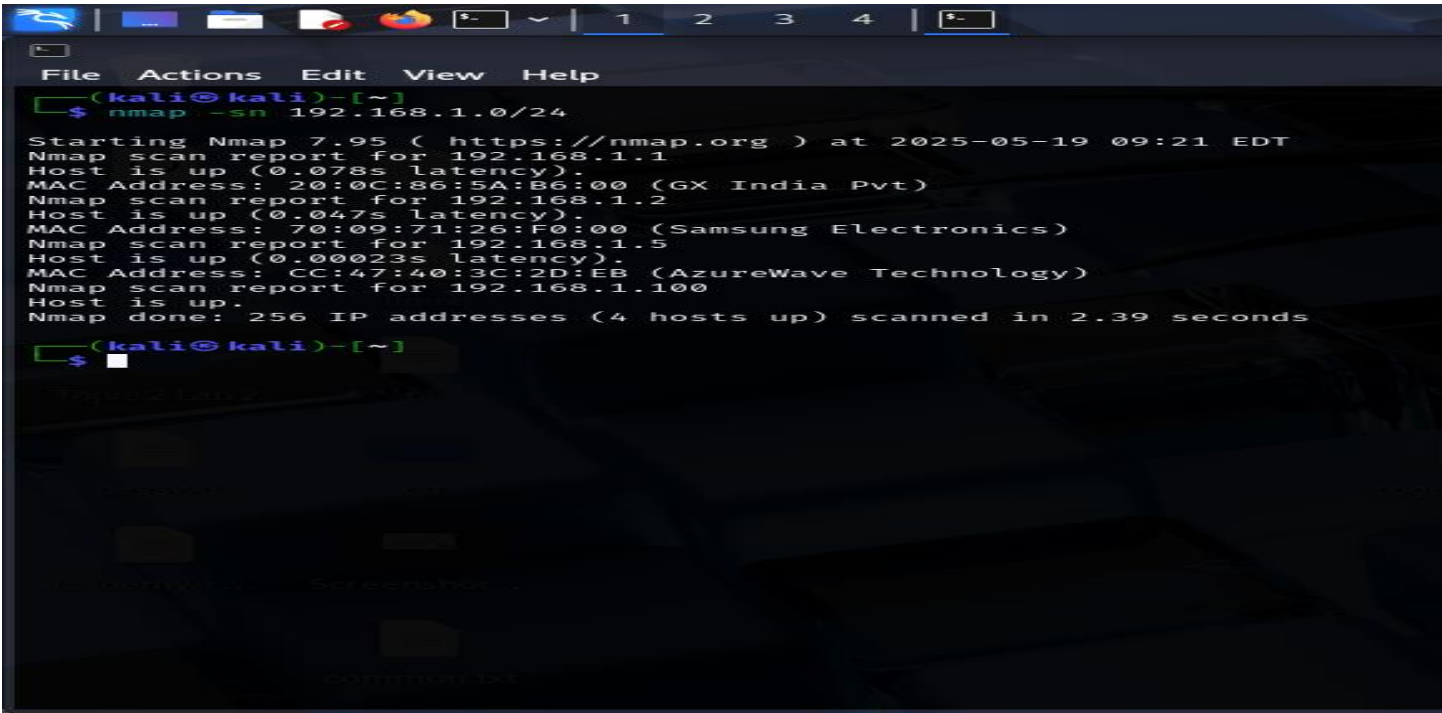 1 2 3 4
File Actions Edit View Help
(kali㉿kali)-[~]
$ nmap -sn 192.168.1.0/24
Starting Nmap 7.95 ( https://nmap.org ) at 2025-05-19 09:21 EDT
Nmap scan report for 192.168.1.1
Host is up (0.078s latency).
MAC Address: 20:0C:86:5A:B6:00 (GX India Pvt)
Nmap scan report for 192.168.1.2
Host is up (0.047s latency).
MAC Address: 70:09:71:26:F0:00 (Samsung Electronics)
Nmap scan report for 192.168.1.5
Host is up (0.00023s latency).
MAC Address: CC:47:40:3C:2D:EB (AzureWave Technology)
Nmap scan report for 192.168.1.100
Host is up.
Nmap done: 256 IP addresses (4 hosts up) scanned in 2.39 seconds
(kali㉿kali)-[~]
$
Screenshot
common.txt